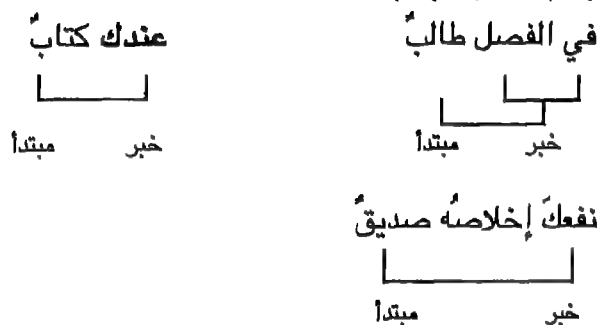 في الفصل طالبٌ
خبر مبتدأ
عندك كتابٌ
خبر مبتدأ
نفعكَ إخلاصُه صديقٌ
خبر مبتدأ